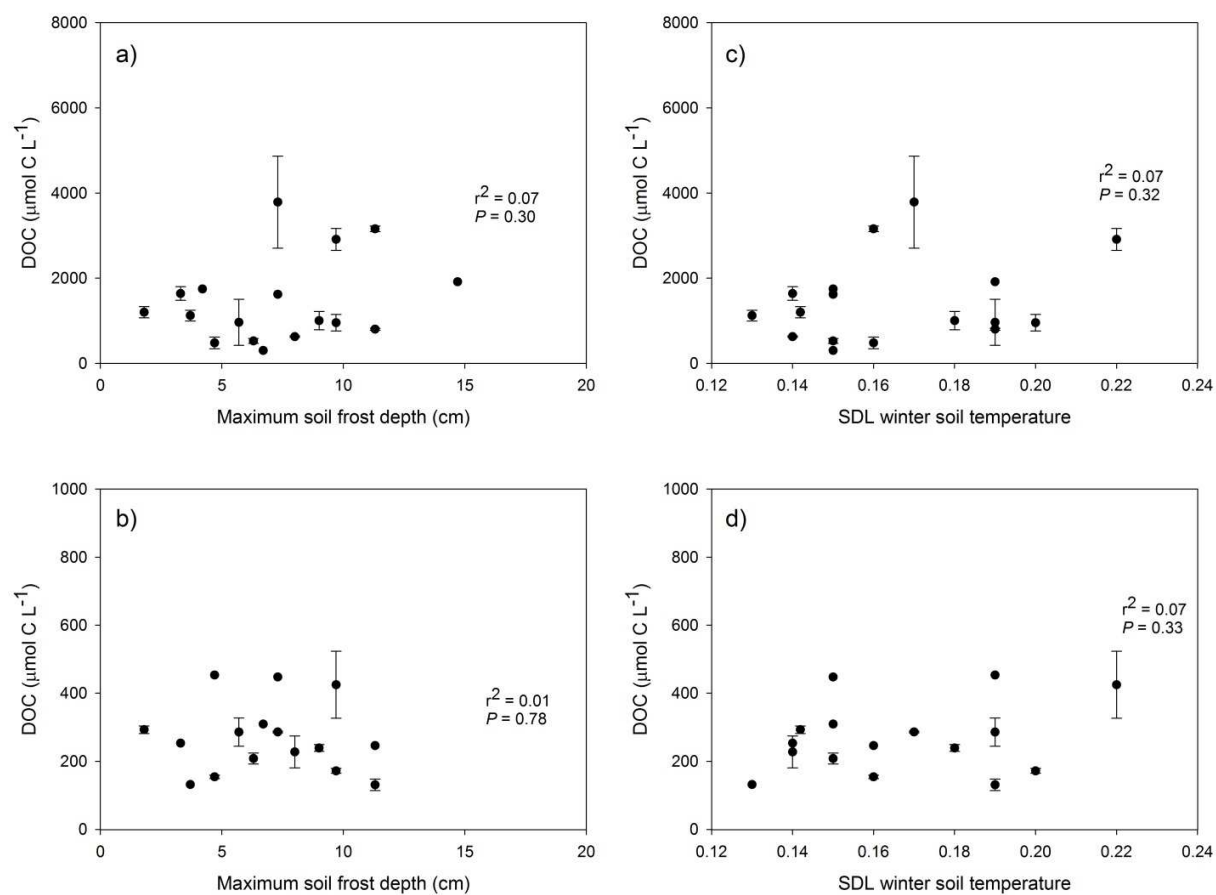 a)
8000
6000
4000
2000
0
DOC (μmol C L-1)
r2 = 0.07
P = 0.30
0 5 10 15 20
Maximum soil frost depth (cm)
c)
8000
6000
4000
2000
0
DOC (μmol C L-1)
r2 = 0.07
P = 0.32
0.12 0.14 0.16 0.18 0.20 0.22 0.24
SDL winter soil temperature
b)
1000
800
600
400
200
0
DOC (μmol C L-1)
r2 = 0.01
P = 0.78
0 5 10 15 20
Maximum soil frost depth (cm)
d)
1000
800
600
400
200
0
DOC (μmol C L-1)
r2 = 0.07
P = 0.33
0.12 0.14 0.16 0.18 0.20 0.22 0.24
SDL winter soil temperature